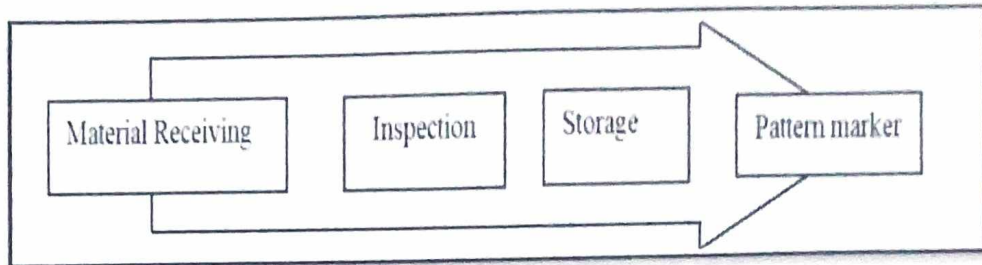 Material Receiving
Inspection
Storage
Pattern marker